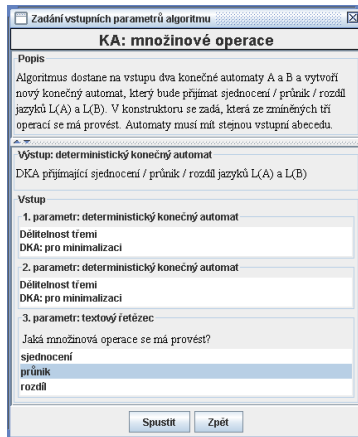 Zadání vstupních parametrů algoritmu
KA: množinové operace
Popis
Algoritmus dostane na vstupu dva konečné automaty A a B a vytvoří
nový konečný automat, který bude přijímat sjednocení / průnik / rozdíl
jazyků L(A) a L(B). V konstruktoru se zadá, která ze zmíněných tří
operací se má provést. Automaty musí mít stejnou vstupní abecedu.
Výstup: deterministický konečný automat
DKA přijímající sjednocení / průnik / rozdíl jazyků L(A) a L(B)
Vstup
1. parametr: deterministický konečný automat
Dělitelnost třemi
DKA: pro minimalizaci
2. parametr: deterministický konečný automat
Dělitelnost třemi
DKA: pro minimalizaci
3. parametr: textový řetězec
Jaká množinová operace se má provést?
sjednocení
průnik
rozdíl
Spustit Zpět